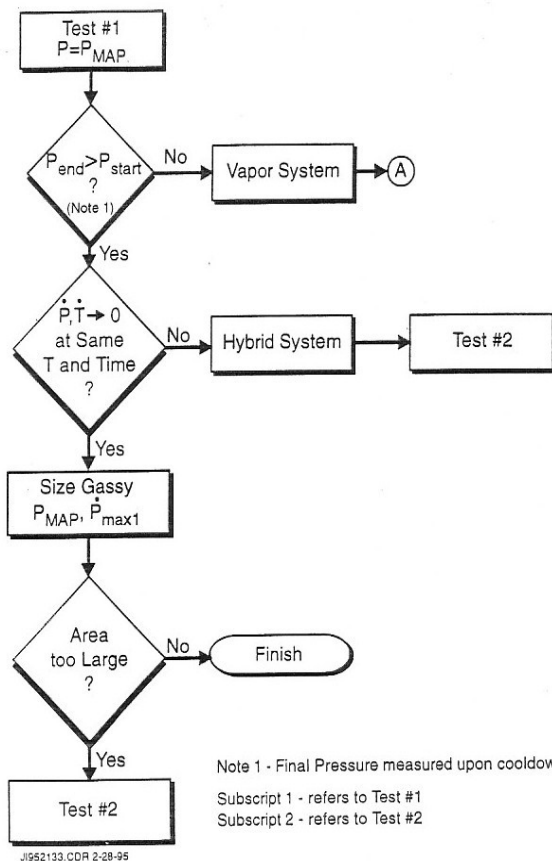 Test #1
P=P_MAP
P_end>P_start
?
(Note 1)
No
Vapor System
A
Yes
Ṗ,Ṫ → 0
at Same
T and Time
?
No
Hybrid System
Test #2
Yes
Size Gassy
P_MAP, Ṗ_max1
Area
too Large
?
No
Finish
Yes
Test #2
Note 1 - Final Pressure measured upon cooldow
Subscript 1 - refers to Test #1
Subscript 2 - refers to Test #2
JI952133.CDR 2-28-95